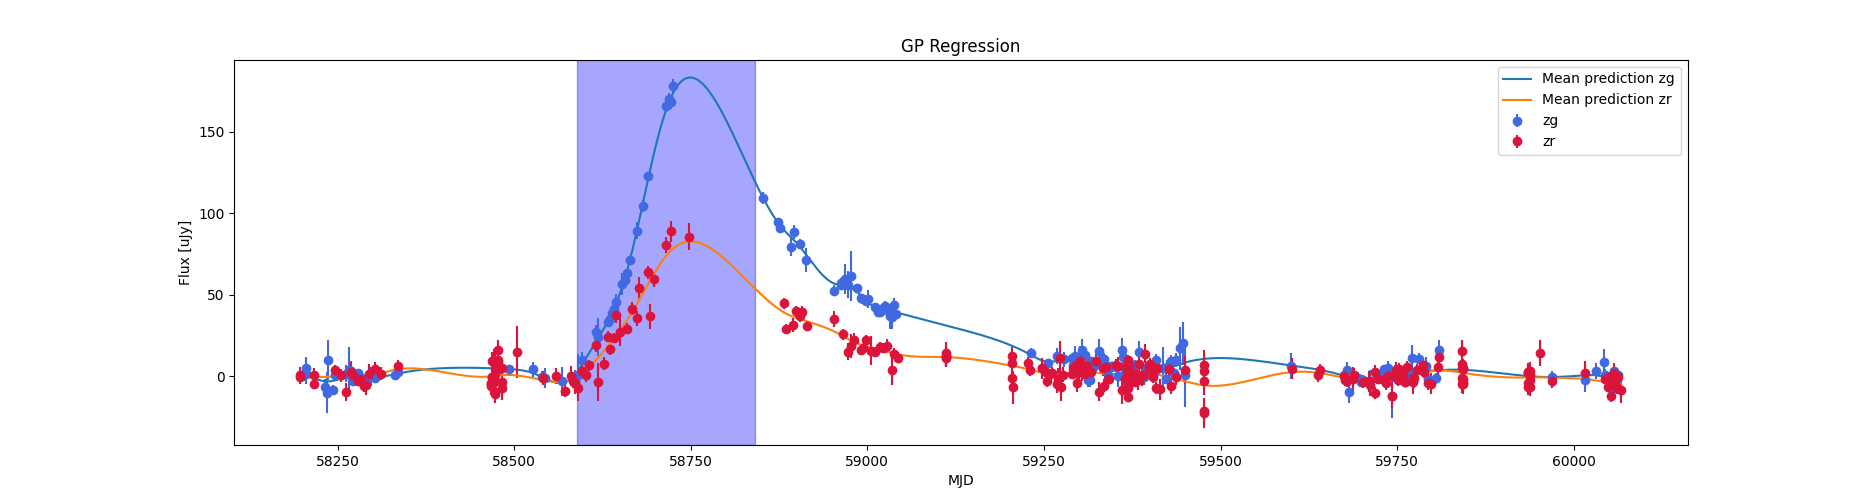 GP Regression
Mean prediction zg
Mean prediction zr
zg
zr
Flux [uJy]
150
100
50
0
58250 58500 58750 59000 59250 59500 59750 60000
MJD